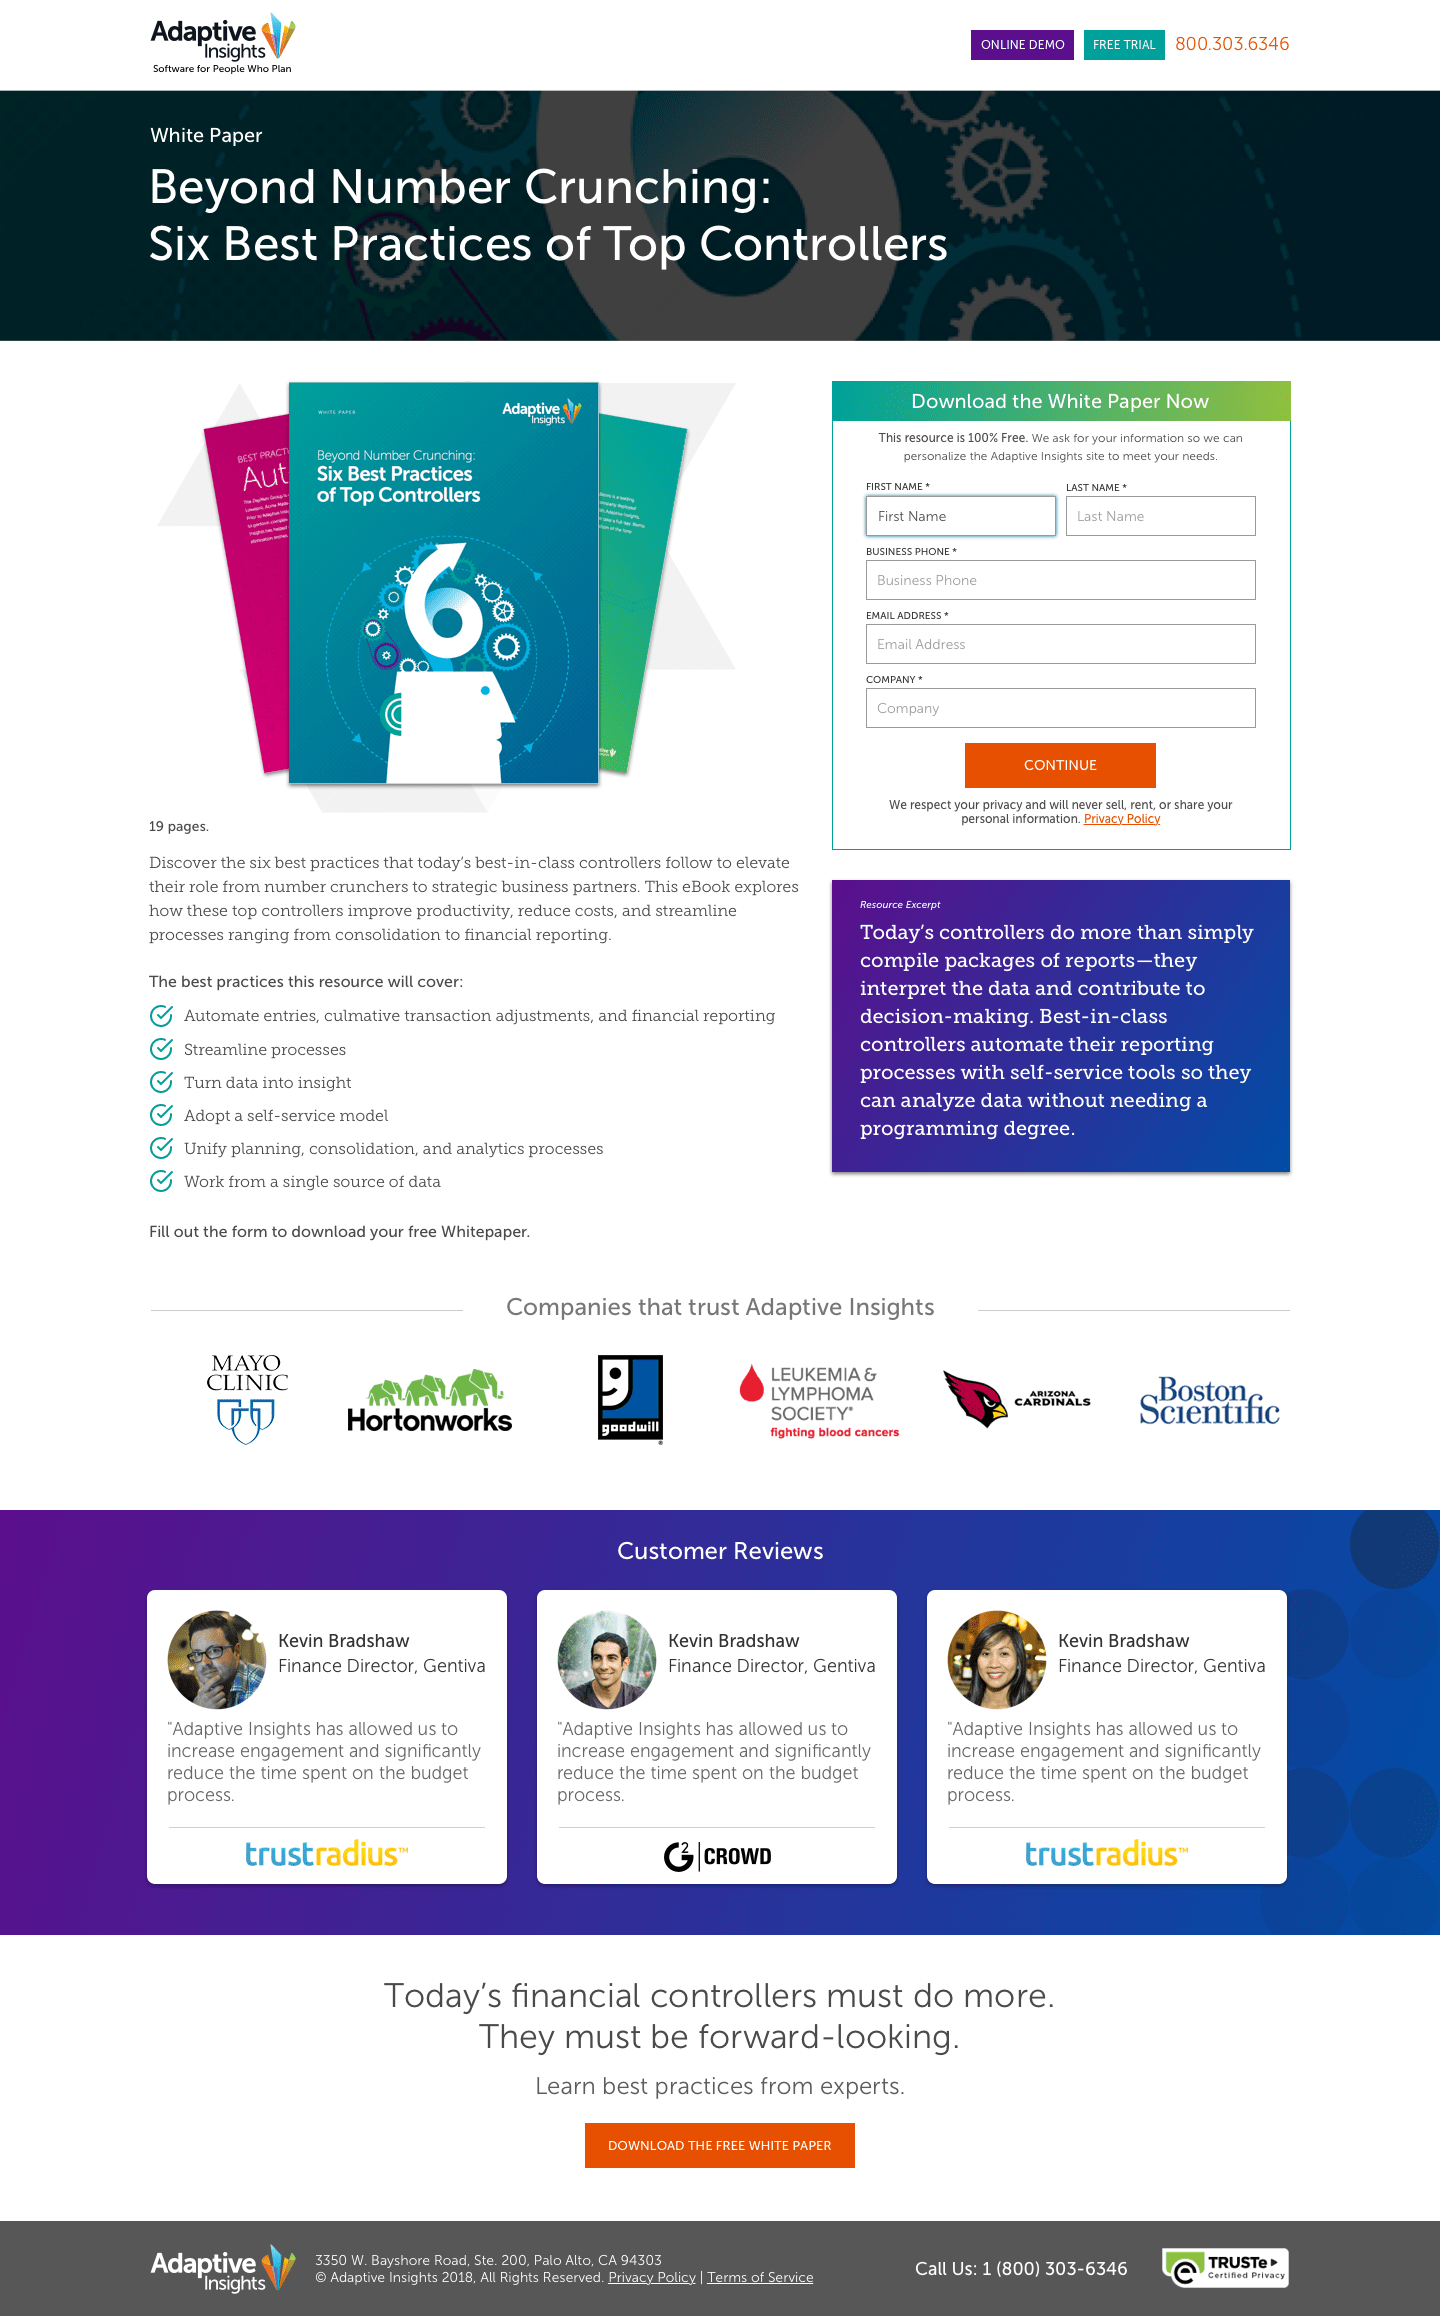 Adaptive
Insights
Software for People Who Plan
ONLINE DEMO
FREE TRIAL
800.303.6346
White Paper
Beyond Number Crunching:
Six Best Practices of Top Controllers
WHITE PAPER
Adaptive
Insights
Beyond Number Crunching:
Six Best Practices
of Top Controllers
BEST PRACT
Aut
Download the White Paper Now
This resource is 100% Free. We ask for your information so we can
personalize the Adaptive Insights site to meet your needs.
FIRST NAME *
LAST NAME *
First Name
Last Name
BUSINESS PHONE *
Business Phone
EMAIL ADDRESS *
Email Address
COMPANY *
Company
CONTINUE
We respect your privacy and will never sell, rent, or share your
personal information. Privacy Policy
19 pages.
Discover the six best practices that today's best-in-class controllers follow to elevate
their role from number crunchers to strategic business partners. This eBook explores
how these top controllers improve productivity, reduce costs, and streamline
processes ranging from consolidation to financial reporting.
The best practices this resource will cover:
Automate entries, culmative transaction adjustments, and financial reporting
Streamline processes
Turn data into insight
Adopt a self-service model
Unify planning, consolidation, and analytics processes
Work from a single source of data
Fill out the form to download your free Whitepaper.
Resource Excerpt
Today's controllers do more than simply
compile packages of reports—they
interpret the data and contribute to
decision-making. Best-in-class
controllers automate their reporting
processes with self-service tools so they
can analyze data without needing a
programming degree.
Companies that trust Adaptive Insights
MAYO
CLINIC
Hortonworks
goodwill
®
LEUKEMIA &
LYMPHOMA
SOCIETY®
fighting blood cancers
ARIZONA
CARDINALS
Boston
Scientific
Customer Reviews
Kevin Bradshaw
Finance Director, Gentiva
"Adaptive Insights has allowed us to
increase engagement and significantly
reduce the time spent on the budget
process.
trustradius™
Kevin Bradshaw
Finance Director, Gentiva
"Adaptive Insights has allowed us to
increase engagement and significantly
reduce the time spent on the budget
process.
G2 CROWD
Kevin Bradshaw
Finance Director, Gentiva
"Adaptive Insights has allowed us to
increase engagement and significantly
reduce the time spent on the budget
process.
trustradius™
Today's financial controllers must do more.
They must be forward-looking.
Learn best practices from experts.
DOWNLOAD THE FREE WHITE PAPER
Adaptive
Insights
3350 W. Bayshore Road, Ste. 200, Palo Alto, CA 94303
© Adaptive Insights 2018, All Rights Reserved. Privacy Policy | Terms of Service
Call Us: 1 (800) 303-6346
TRUSTe
Certified Privacy